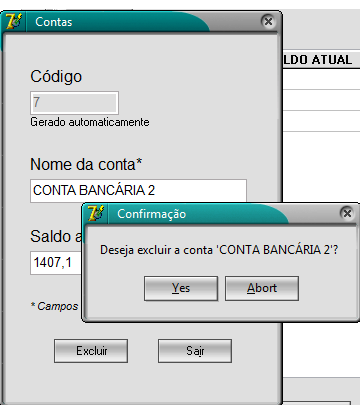 Contas
LDO ATUAL
Código
7
Gerado automaticamente
Nome da conta*
CONTA BANCÁRIA 2
Confirmação
Saldo a
Deseja excluir a conta 'CONTA BANCÁRIA 2'?
1407,1
Yes
Abort
* Campos
Excluir
Sair